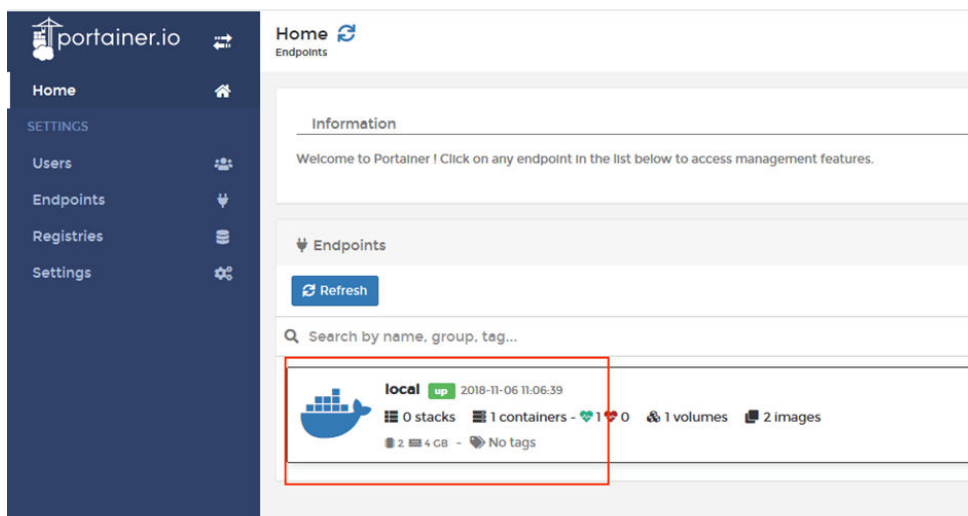 portainer.io
Home
SETTINGS
Users
Endpoints
Registries
Settings
Home
Endpoints
Information
Welcome to Portainer ! Click on any endpoint in the list below to access management features.
Endpoints
Refresh
Search by name, group, tag...
local up 2018-11-06 11:06:39
0 stacks 1 containers - 1 0 1 volumes 2 images
2 4 GB - No tags